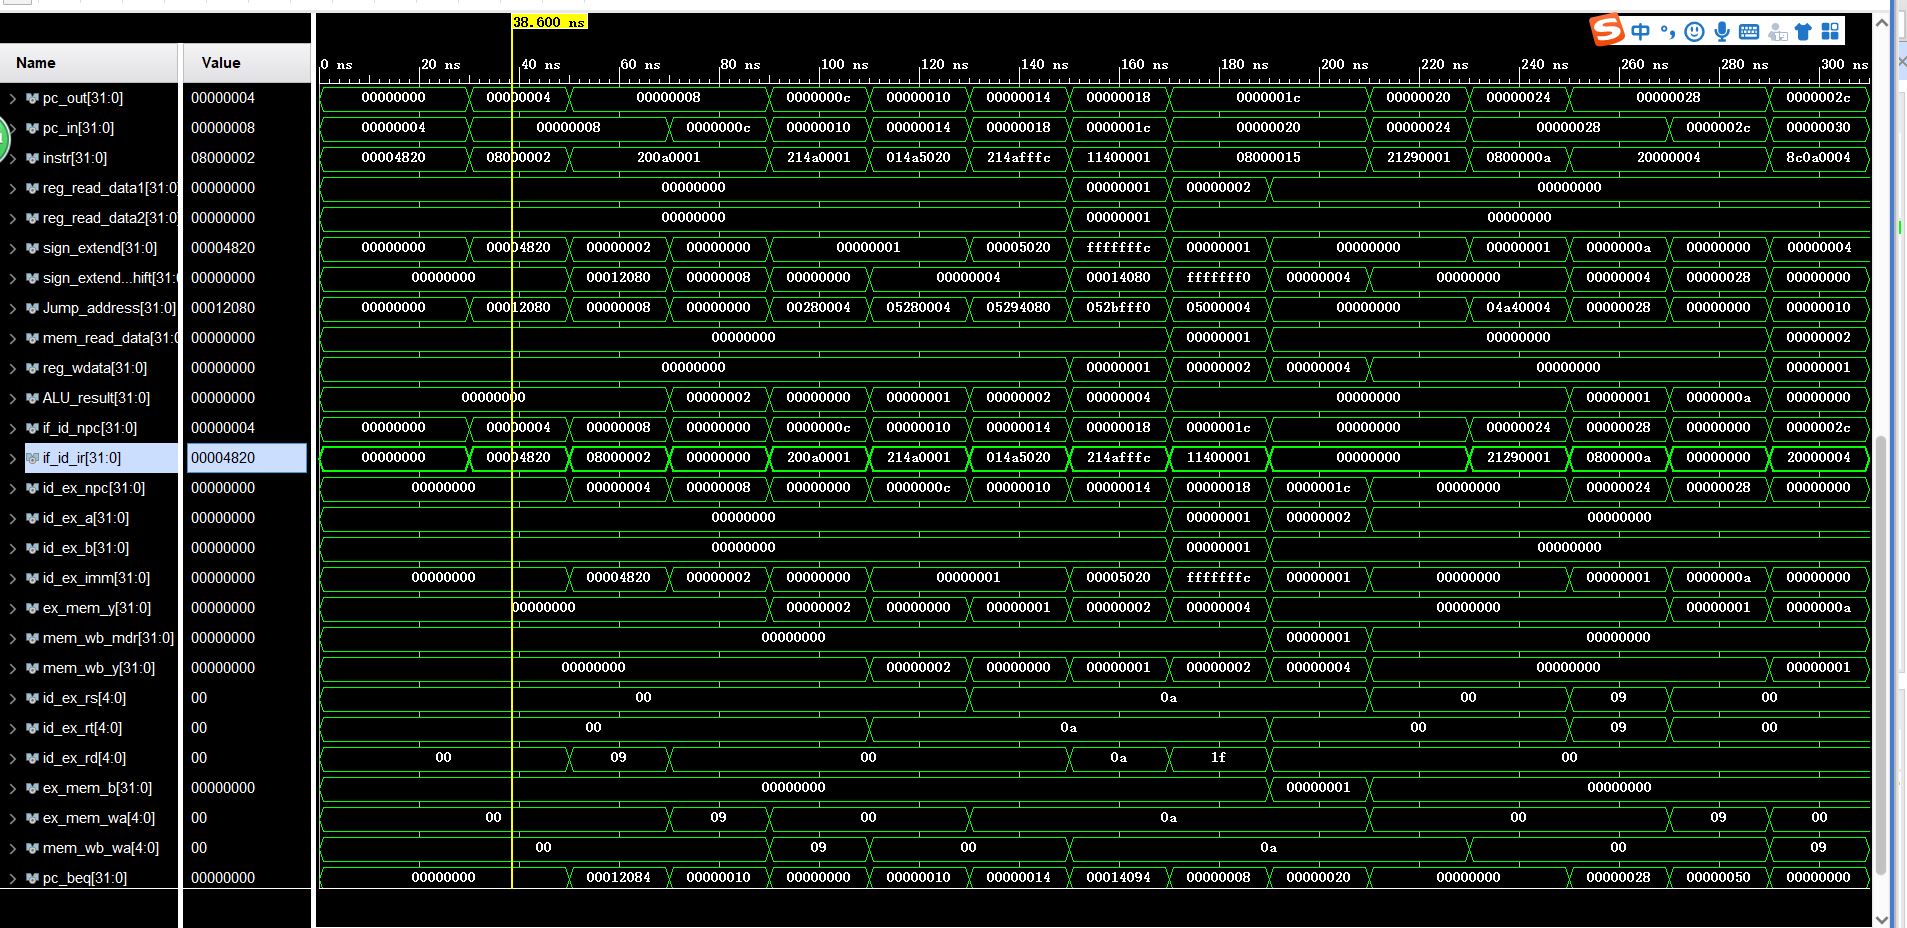 38.600 ns
中
Name Value 0 ns 20 ns 40 ns 60 ns 80 ns 100 ns 120 ns 140 ns 160 ns 180 ns 200 ns 220 ns 240 ns 260 ns 280 ns 300 ns
pc_out[31:0] 00000004 00000000 00000004 00000008 0000000c 00000010 00000014 00000018 0000001c 00000020 00000024 00000028 0000002c
pc_in[31:0] 00000008 00000004 00000008 0000000c 00000010 00000014 00000018 0000001c 00000020 00000024 00000028 0000002c 00000030
instr[31:0] 08000002 00004820 08000002 200a0001 214a0001 014a5020 214afffc 11400001 08000015 21290001 0800000a 20000004 8c0a0004
reg_read_data1[31:0] 00000000 00000000 00000001 00000002 00000000
reg_read_data2[31:0] 00000000 00000000 00000001 00000000
sign_extend[31:0] 00004820 00000000 00004820 00000002 00000000 00000001 00005020 fffffffc 00000001 00000000 00000001 0000000a 00000000 00000004
sign_extend...hift[31:0 00000000 00000000 00012080 00000008 00000000 00000004 00014080 fffffff0 00000004 00000000 00000004 00000028 00000000
Jump_address[31:0] 00012080 00000000 00012080 00000008 00000000 00280004 05280004 05294080 052bfff0 05000004 00000000 04a40004 00000028 00000000 00000010
mem_read_data[31:0 00000000 00000000 00000001 00000000 00000002
reg_wdata[31:0] 00000000 00000000 00000001 00000002 00000004 00000000 00000001
ALU_result[31:0] 00000000 00000000 00000002 00000000 00000001 00000002 00000004 00000000 00000001 0000000a 00000000
if_id_npc[31:0] 00000004 00000000 00000004 00000008 00000000 0000000c 00000010 00000014 00000018 0000001c 00000000 00000024 00000028 00000000 0000002c
if_id_ir[31:0] 00004820 00000000 00004820 08000002 00000000 200a0001 214a0001 014a5020 214afffc 11400001 00000000 21290001 0800000a 00000000 20000004
id_ex_npc[31:0] 00000000 00000000 00000004 00000008 00000000 0000000c 00000010 00000014 00000018 0000001c 00000000 00000024 00000028 00000000
id_ex_a[31:0] 00000000 00000000 00000001 00000002 00000000
id_ex_b[31:0] 00000000 00000000 00000001 00000000
id_ex_imm[31:0] 00000000 00000000 00004820 00000002 00000000 00000001 00005020 fffffffc 00000001 00000000 00000001 0000000a 00000000
ex_mem_y[31:0] 00000000 00000000 00000002 00000000 00000001 00000002 00000004 00000000 00000001 0000000a
mem_wb_mdr[31:0] 00000000 00000000 00000001 00000000
mem_wb_y[31:0] 00000000 00000000 00000002 00000000 00000001 00000002 00000004 00000000 00000001
id_ex_rs[4:0] 00 00 0a 00 09 00
id_ex_rt[4:0] 00 00 0a 00 09 00
id_ex_rd[4:0] 00 00 09 00 0a 1f 00
ex_mem_b[31:0] 00000000 00000000 00000001 00000000
ex_mem_wa[4:0] 00 00 09 00 0a 00 09 00
mem_wb_wa[4:0] 00 00 09 00 0a 00 09
pc_beq[31:0] 00000000 00000000 00012084 00000010 00000000 00000010 00000014 00014094 00000008 00000020 00000000 00000028 00000050 00000000